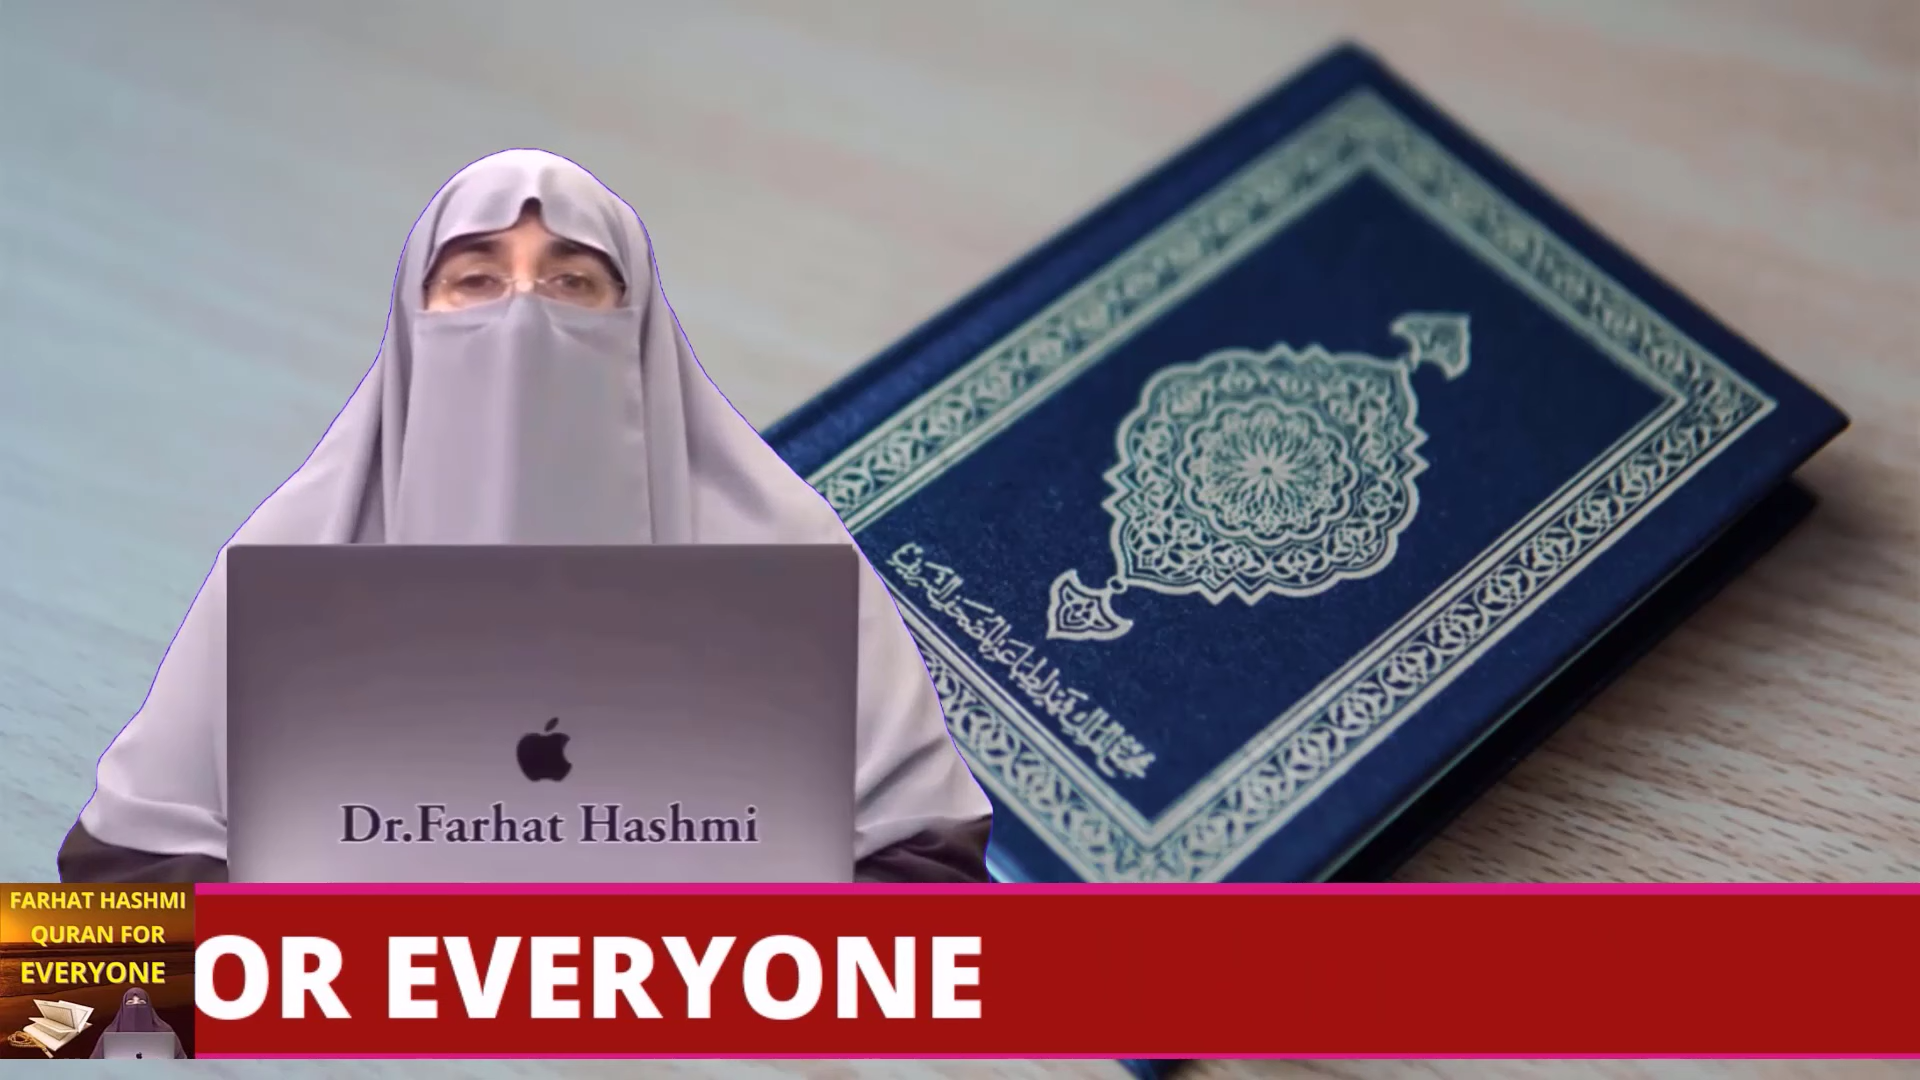 Dr.Farhat Hashmi
FARHAT HASHMI
QURAN FOR
EVERYONE
OR EVERYONE